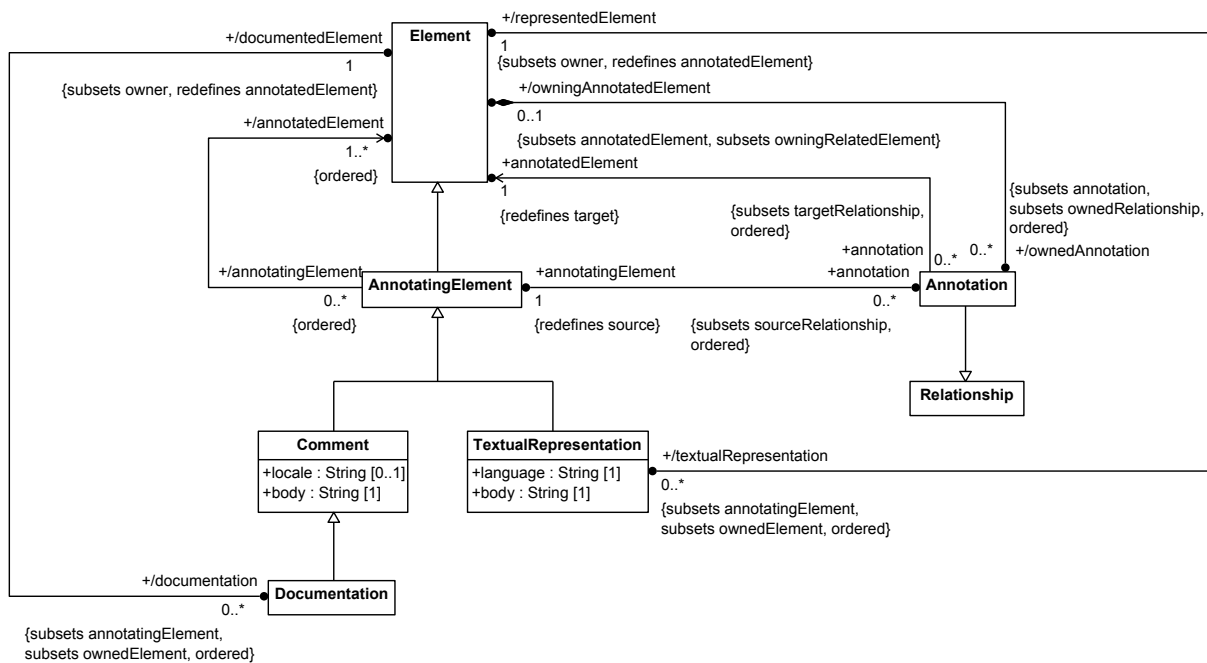 +/representedElement
Element
+/documentedElement
1
1
{subsets owner, redefines annotatedElement}
{subsets owner, redefines annotatedElement}
+/owningAnnotatedElement
0..1
+/annotatedElement
{subsets annotatedElement, subsets owningRelatedElement}
1..*
+annotatedElement
{ordered}
1
{redefines target}
{subsets targetRelationship,
ordered}
{subsets annotation,
subsets ownedRelationship,
ordered}
+annotation
0..*
0..*
+/ownedAnnotation
+/annotatingElement
AnnotatingElement
+annotatingElement
+annotation
Annotation
0..*
1
0..*
{ordered}
{redefines source}
{subsets sourceRelationship,
ordered}
Relationship
Comment
+locale : String [0..1]
+body : String [1]
TextualRepresentation
+language : String [1]
+body : String [1]
+/textualRepresentation
0..*
{subsets annotatingElement,
subsets ownedElement, ordered}
+/documentation
Documentation
0..*
{subsets annotatingElement,
subsets ownedElement, ordered}